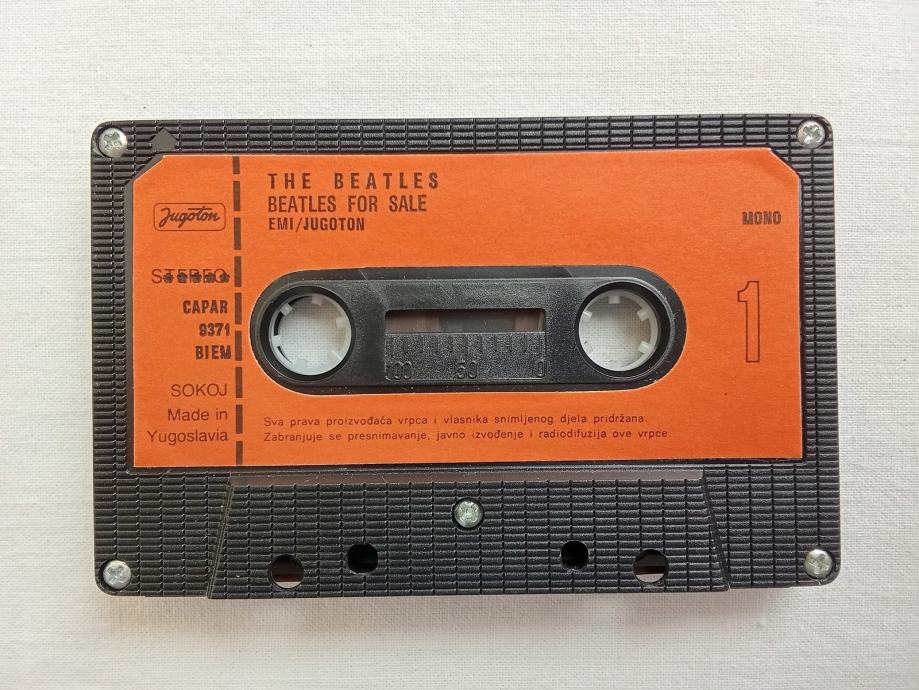 THE BEATLES
BEATLES FOR SALE
EMI/JUGOTON
MONO
Jugoton
STEREO
CAPAR
9371
BIEM
SOKOJ
Made in
Yugoslavia
1
100 50 0
Sva prava proizvođaća vrpca i vlasnika snimljenog djela pridržana.
Zabranjuje se presnimavanje, javno izvođenje i radiodifuzija ove vrpce.